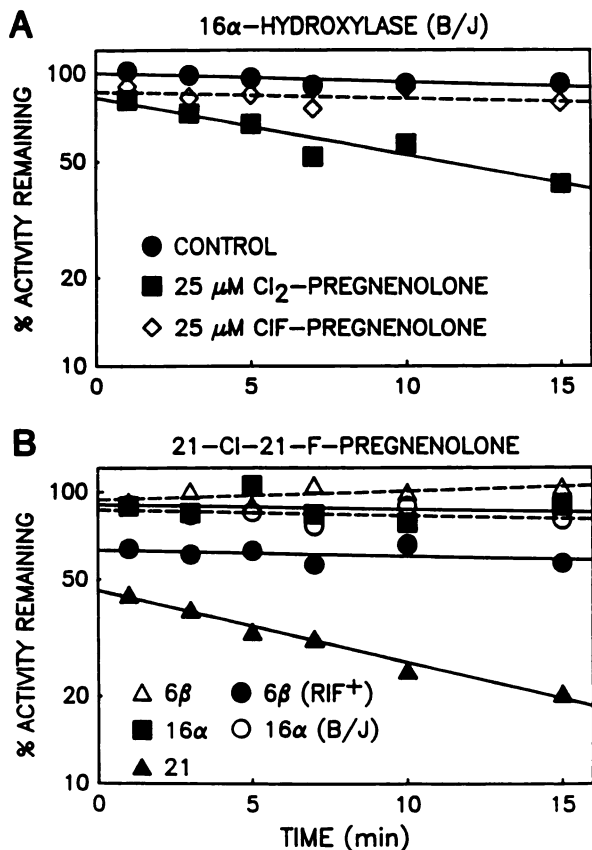 A
16α-HYDROXYLASE (B/J)
% ACTIVITY REMAINING
100
50
20
10
CONTROL
25 μM Cl2-PREGNENOLONE
25 μM ClF-PREGNENOLONE
0 5 10 15
B
21-Cl-21-F-PREGNENOLONE
% ACTIVITY REMAINING
100
50
20
10
6β 6β (RIF+)
16α 16α (B/J)
21
0 5 10 15
TIME (min)